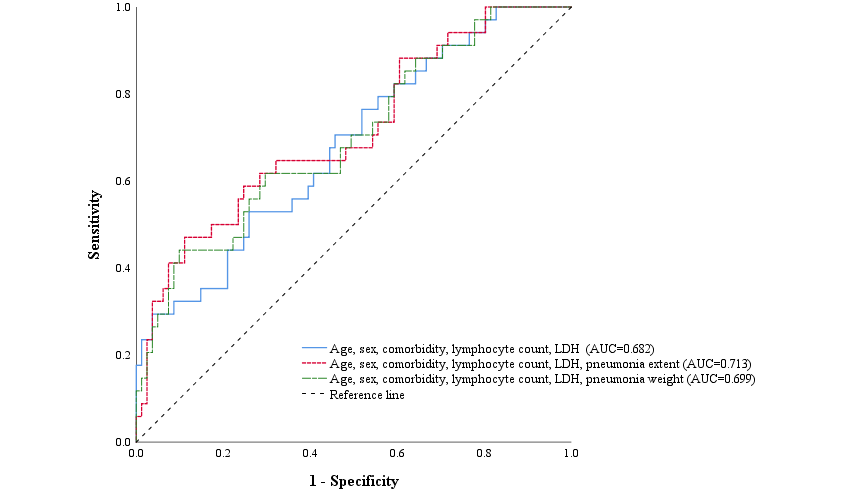 1.0
0.8
0.6
0.4
0.2
0.0
Sensitivity
Age, sex, comorbidity, lymphocyte count, LDH (AUC=0.682)
Age, sex, comorbidity, lymphocyte count, LDH, pneumonia extent (AUC=0.713)
Age, sex, comorbidity, lymphocyte count, LDH, pneumonia weight (AUC=0.699)
Reference line
0.0 0.2 0.4 0.6 0.8 1.0
1 - Specificity